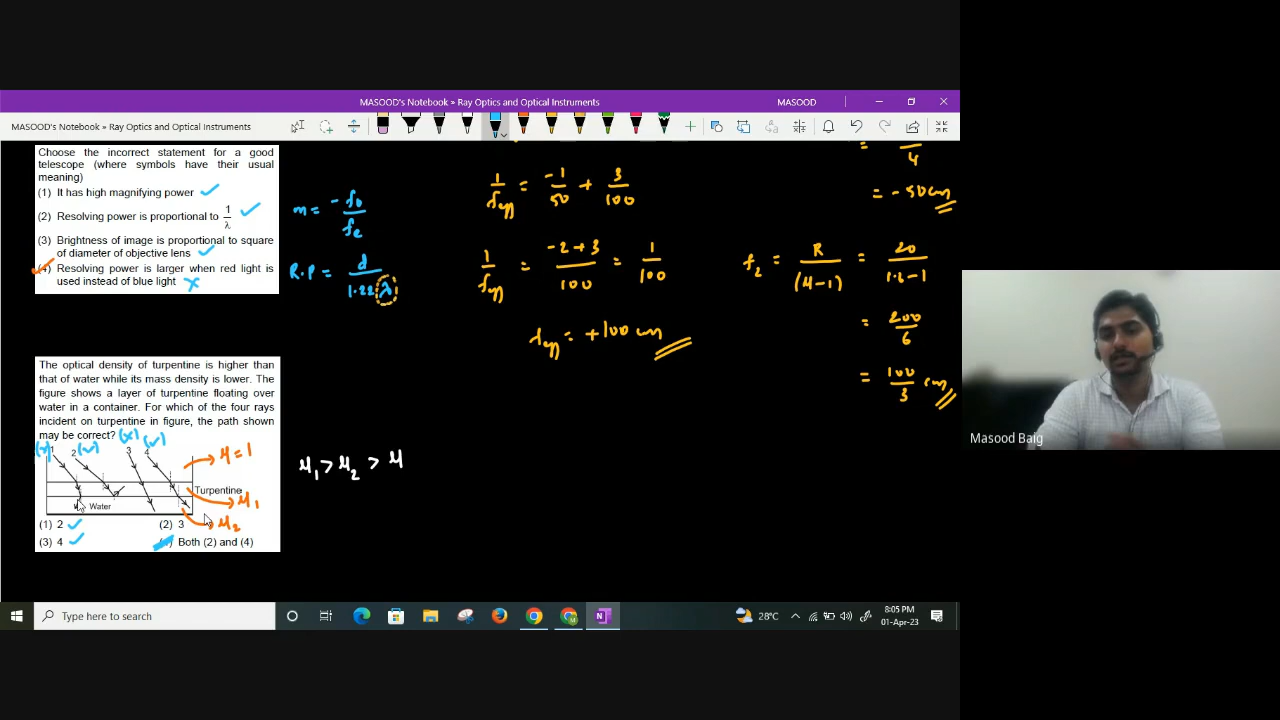 MASOOD's Notebook » Ray Optics and Optical Instruments
MASOOD
MASOOD's Notebook » Ray Optics and Optical Instruments
Choose the incorrect statement for a good
telescope (where symbols have their usual
meaning)
(1) It has high magnifying power
(2) Resolving power is proportional to 1/λ
(3) Brightness of image is proportional to square
of diameter of objective lens
(4) Resolving power is larger when red light is
used instead of blue light
m = -fo/fe
R.P = d/1.22λ
1/feff = -1/50 + 3/100
1/feff = -2+3/100 = 1/100
feff = +100 cm
=
4
= -50 cm
f2 = R/(μ-1) = 20/1.6-1
= 200/6
= 100/3 cm
The optical density of turpentine is higher than
that of water while its mass density is lower. The
figure shows a layer of turpentine floating over
water in a container. For which of the four rays
incident on turpentine in figure, the path shown
may be correct?
(x) (✓) (x) (✓)
1 2 3 4
μ = 1
Turpentine
μ1
Water
μ2
(1) 2
(2) 3
(3) 4
Both (2) and (4)
μ1 > μ2 > μ
Masood Baig
Type here to search
28°C
8:05 PM
01-Apr-23